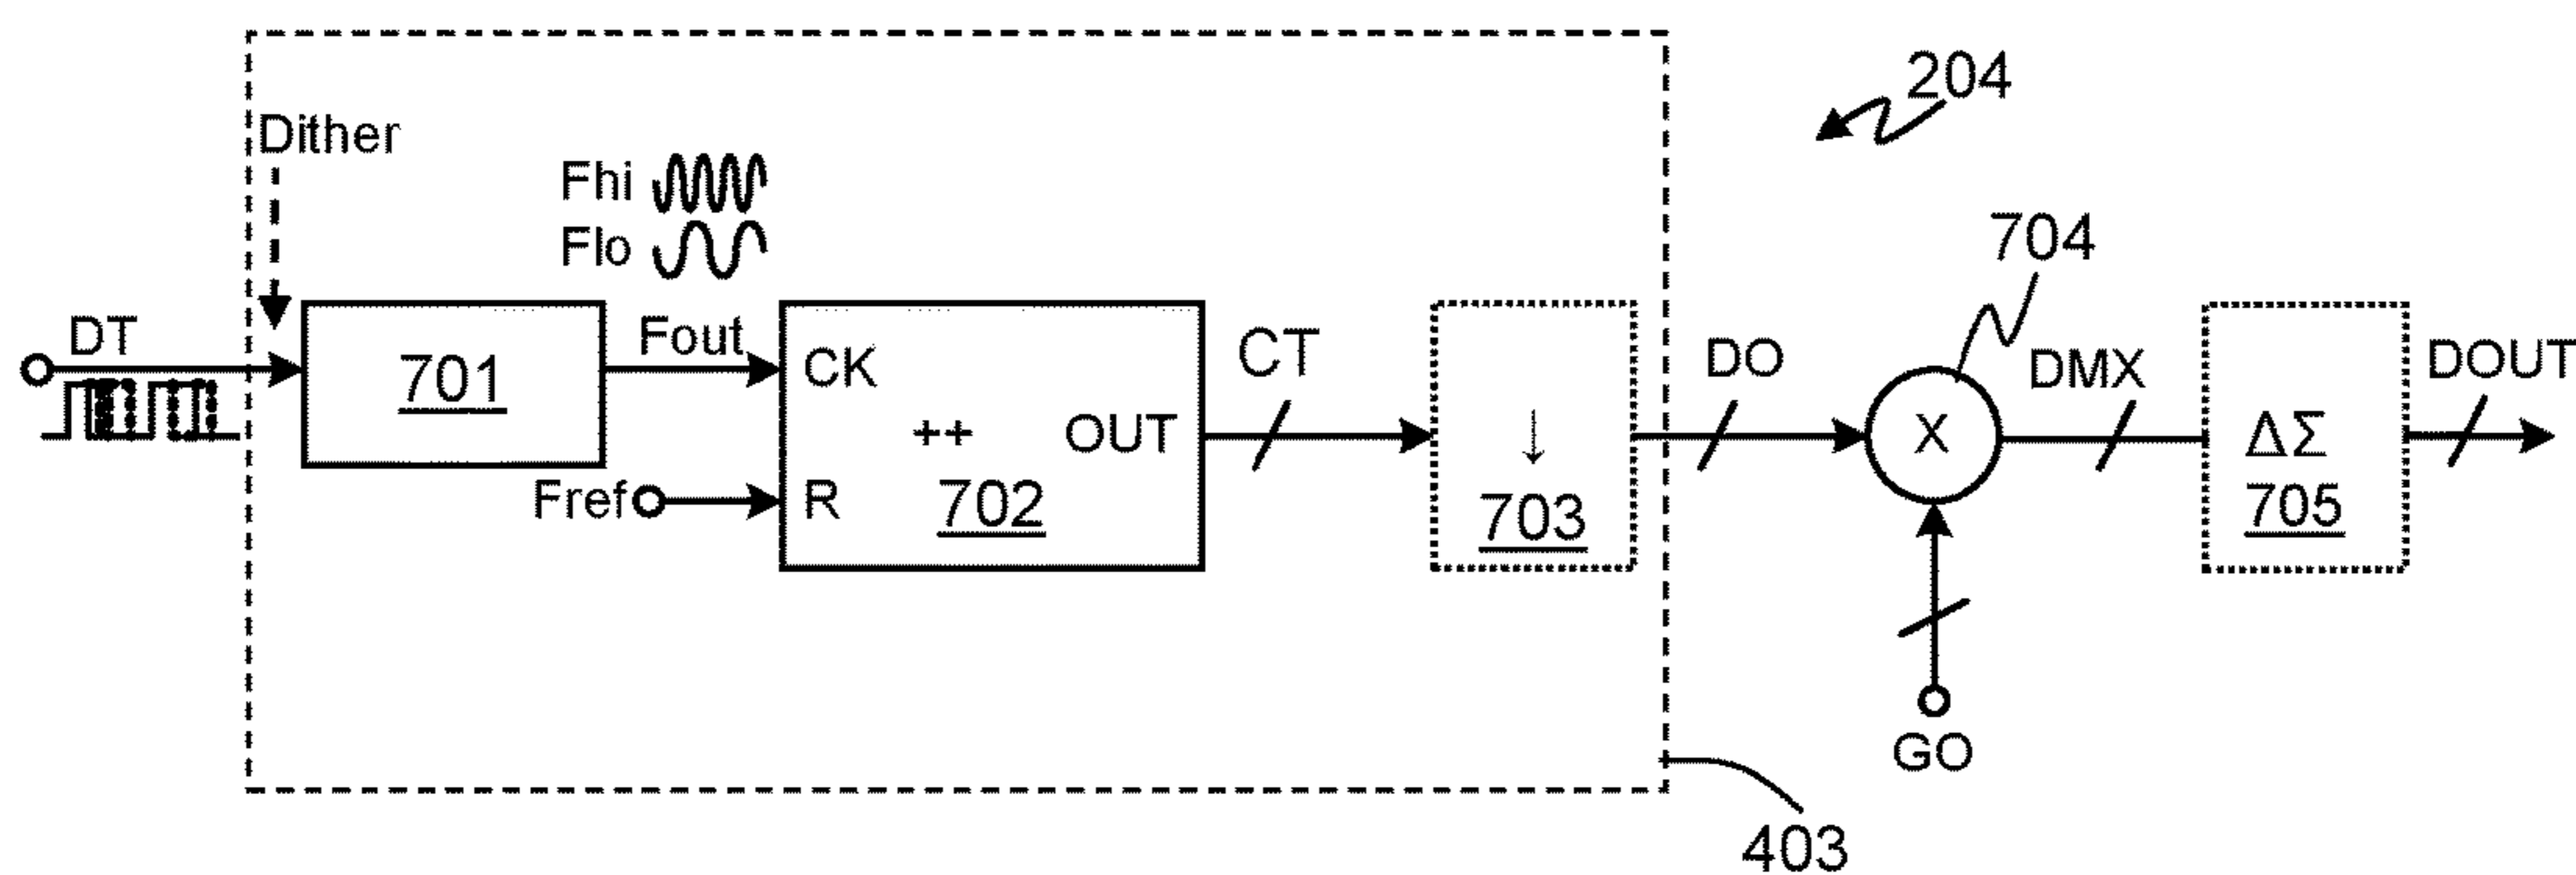 204
Dither
Fhi
Flo
704
DT
701
Fout
CK
++
OUT
702
R
Fref
CT
↓
703
DO
X
DMX
ΔΣ
705
DOUT
GO
403